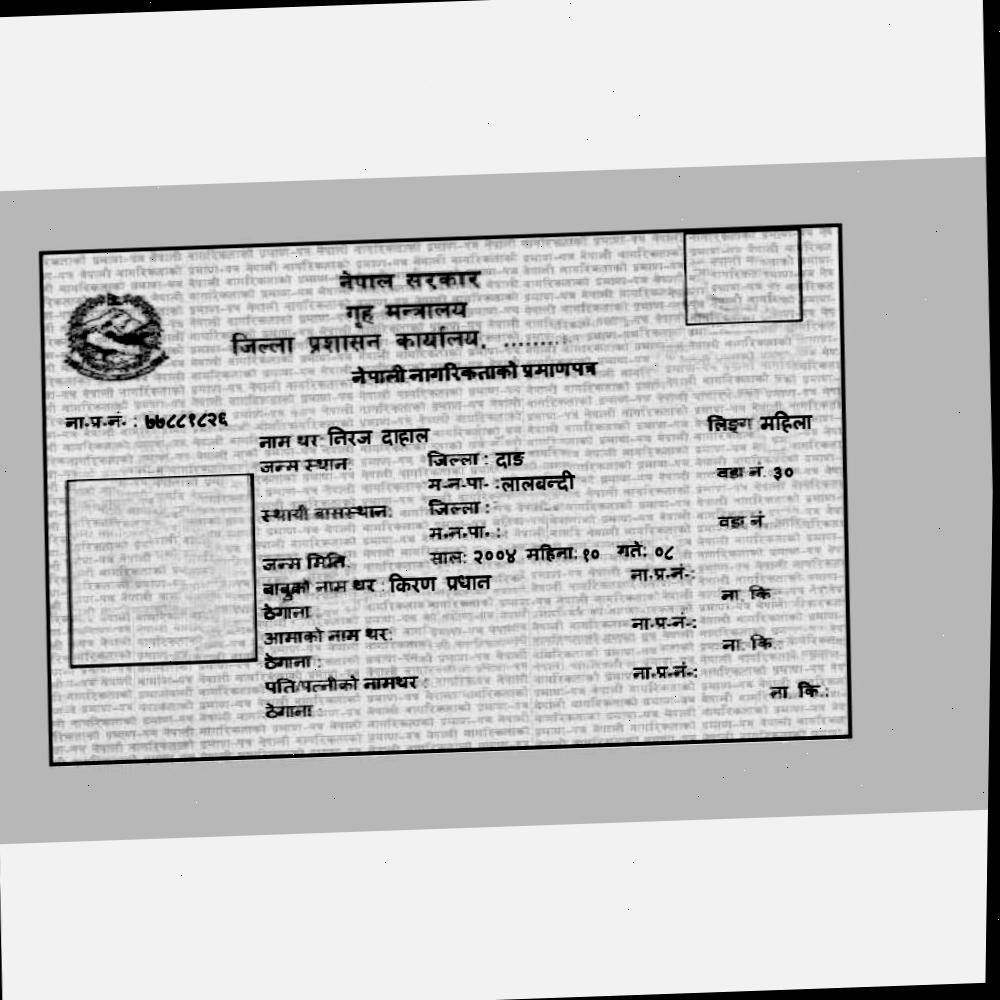 नेपाल सरकार
गृह मन्त्रालय
जिल्ला प्रशासन कार्यालय, ..........
नेपाली नागरिकताको प्रमाणपत्र
ना.प्र.नं. : ७७८८१८२६
नाम थर: निरज दाहाल लिङ्ग महिला
जन्म स्थान: जिल्ला : दाङ
म.न.पा. : लालबन्दी वडा नं. ३०
स्थायी बासस्थान: जिल्ला :
म.न.पा. : वडा नं.
जन्म मिति: साल: २००४ महिना: १० गते: ०८
बाबुको नाम थर : किरण प्रधान ना.प्र.नं.:
ठेगाना ना. कि.
आमाको नाम थर: ना.प्र.नं.:
ठेगाना : ना. कि.:
पति/पत्नीको नामथर : ना.प्र.नं.:
ठेगाना ना. कि.: